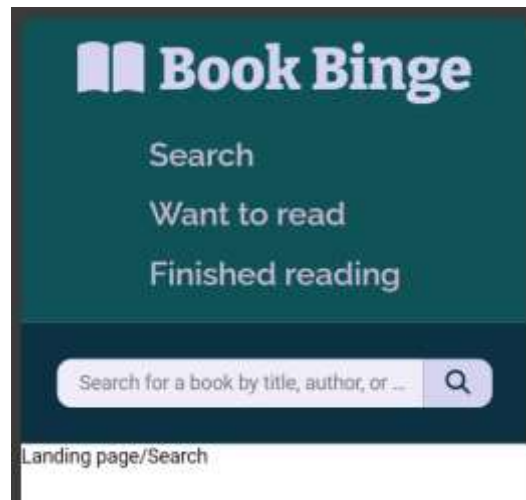 Book Binge
Search
Want to read
Finished reading
Search for a book by title, author, or ...
Landing page/Search